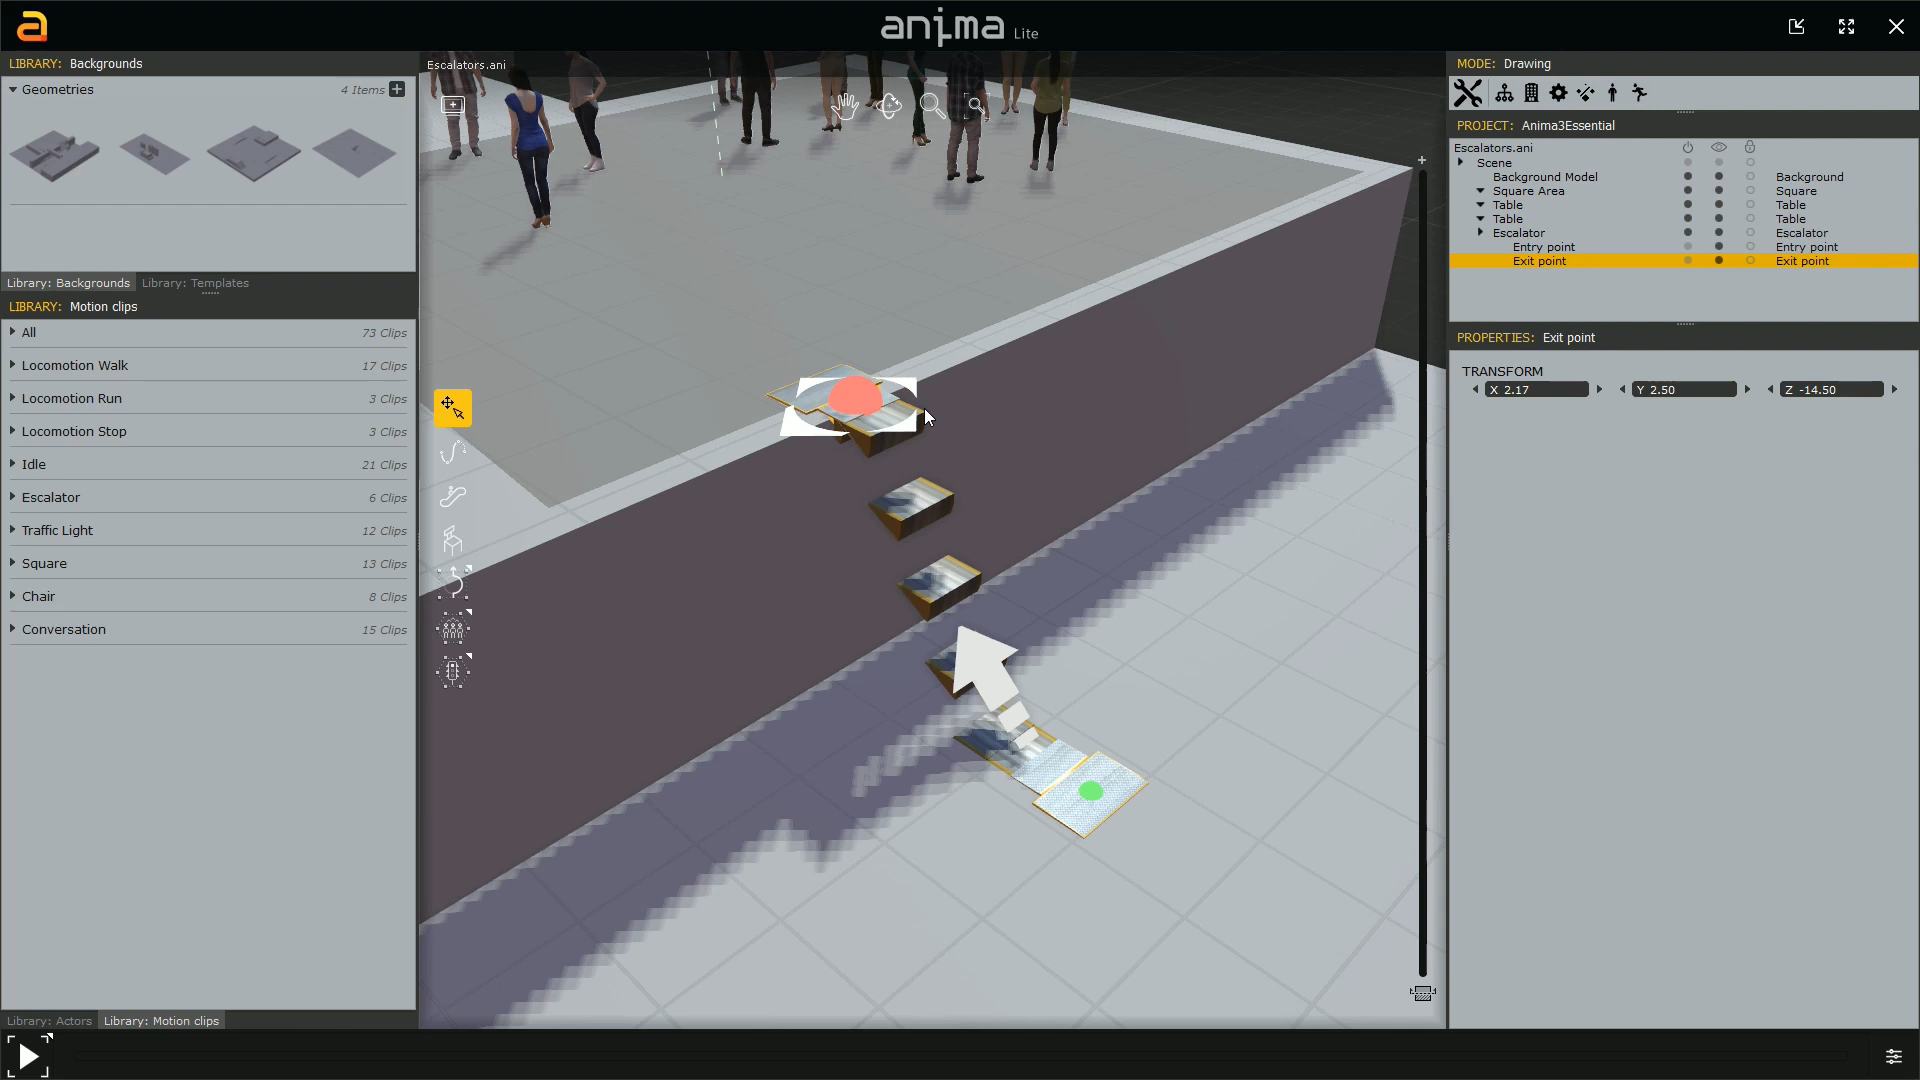 anima Lite
LIBRARY: Backgrounds
Geometries 4 Items
Library: Backgrounds Library: Templates
LIBRARY: Motion clips
All 73 Clips
Locomotion Walk 17 Clips
Locomotion Run 3 Clips
Locomotion Stop 3 Clips
Idle 21 Clips
Escalator 6 Clips
Traffic Light 12 Clips
Square 13 Clips
Chair 8 Clips
Conversation 15 Clips
Library: Actors Library: Motion clips
Escalators.ani
MODE: Drawing
PROJECT: Anima3Essential
Escalators.ani
Scene
Background Model Background
Square Area Square
Table Table
Table Table
Escalator Escalator
Entry point Entry point
Exit point Exit point
PROPERTIES: Exit point
TRANSFORM
X 2.17 Y 2.50 Z -14.50